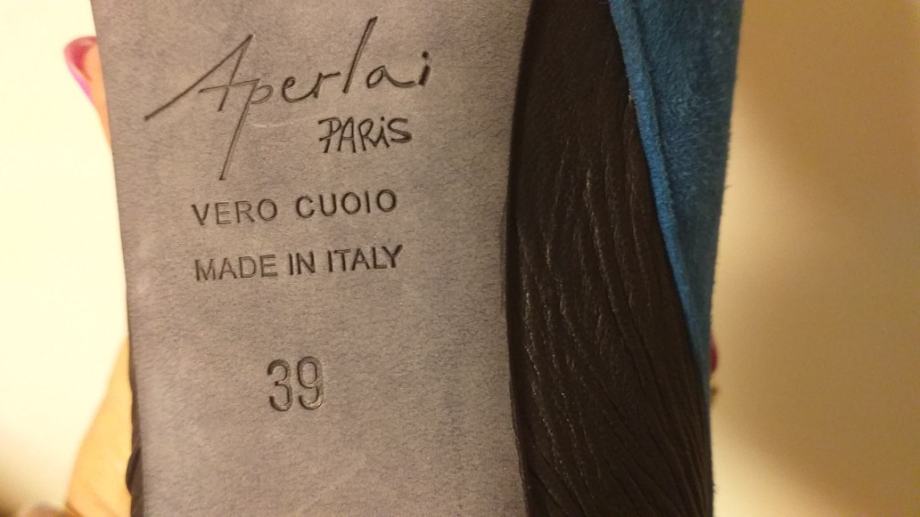 Aperlai
PARiS
VERO CUOIO
MADE IN ITALY
39